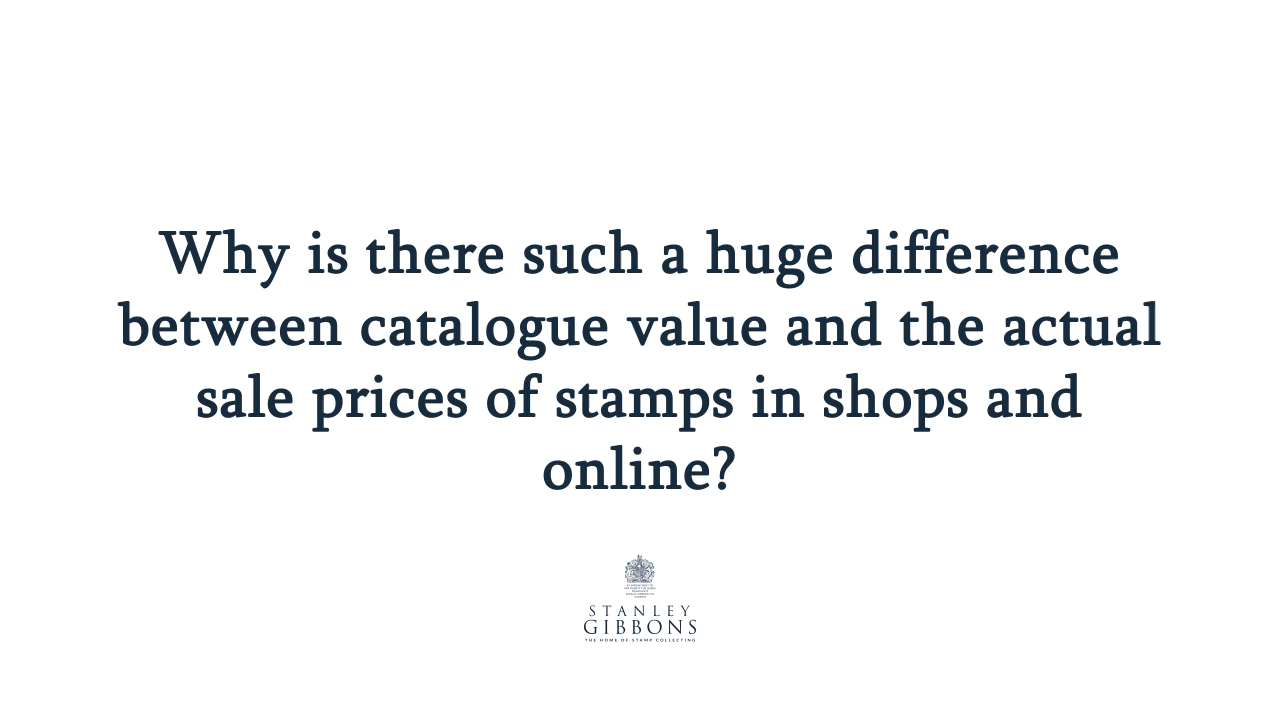 Why is there such a huge difference
between catalogue value and the actual
sale prices of stamps in shops and
online?
STANLEY
GIBBONS
THE HOME OF STAMP COLLECTING